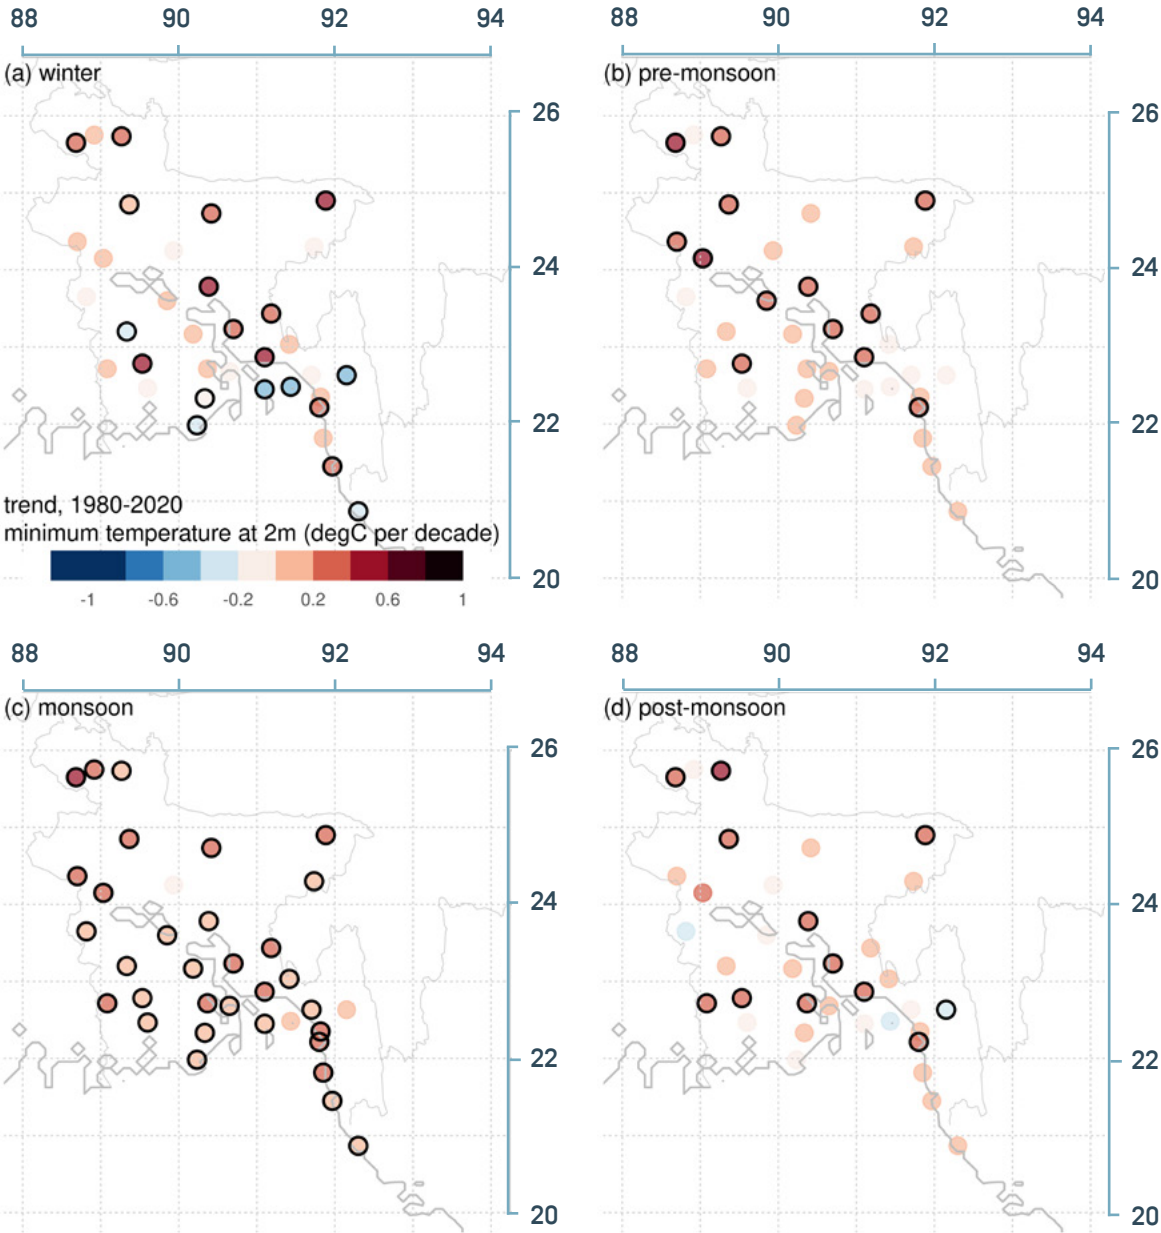 88 90 92 94
88 90 92 94
(a) winter
(b) pre-monsoon
26
26
24
24
22
22
trend, 1980-2020
minimum temperature at 2m (degC per decade)
-1 -0.6 -0.2 0.2 0.6 1
20
20
88 90 92 94
88 90 92 94
(c) monsoon
(d) post-monsoon
26
26
24
24
22
22
20
20